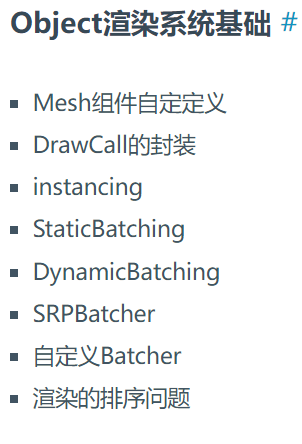 Object渲染系统基础 #
Mesh组件自定定义
DrawCall的封装
instancing
StaticBatching
DynamicBatching
SRPBatcher
自定义Batcher
渲染的排序问题